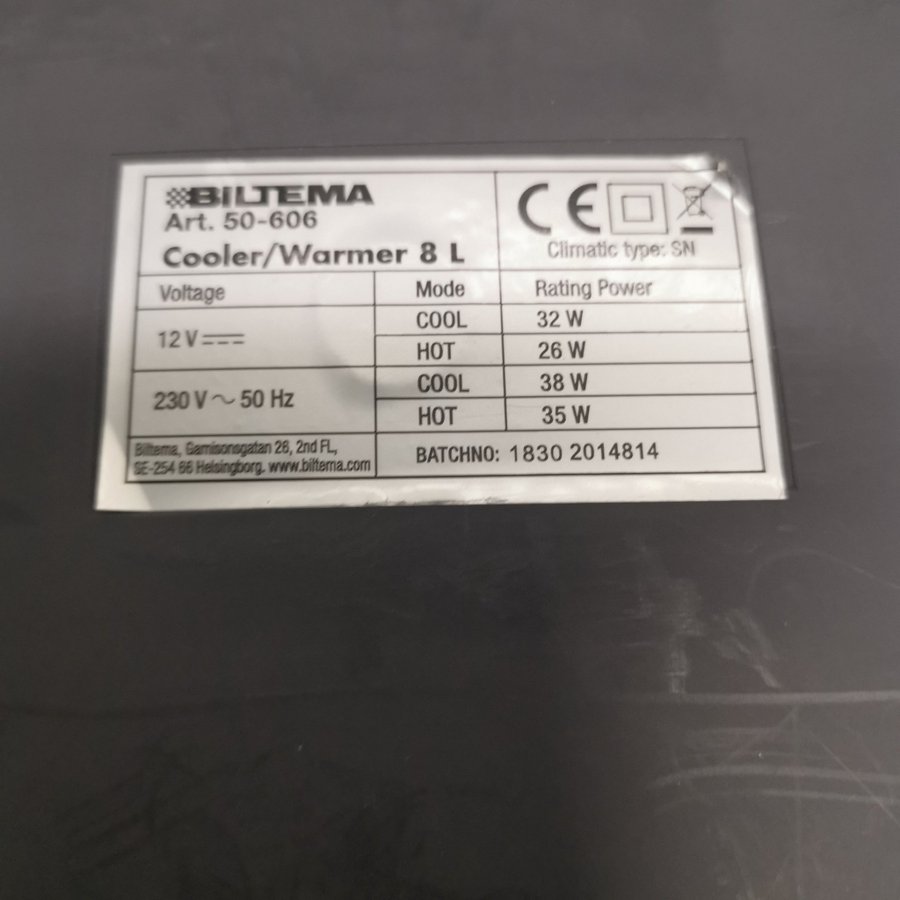 BILTEMA
Art. 50-606
Cooler/Warmer 8 L
CE
Climatic type: SN
Voltage Mode Rating Power
12 V ⎓ COOL 32 W
HOT 26 W
230 V ~ 50 Hz COOL 38 W
HOT 35 W
Biltema, Garnisonsgatan 26, 2nd FL,
SE-254 66 Helsingborg. www.biltema.com
BATCHNO: 1830 2014814